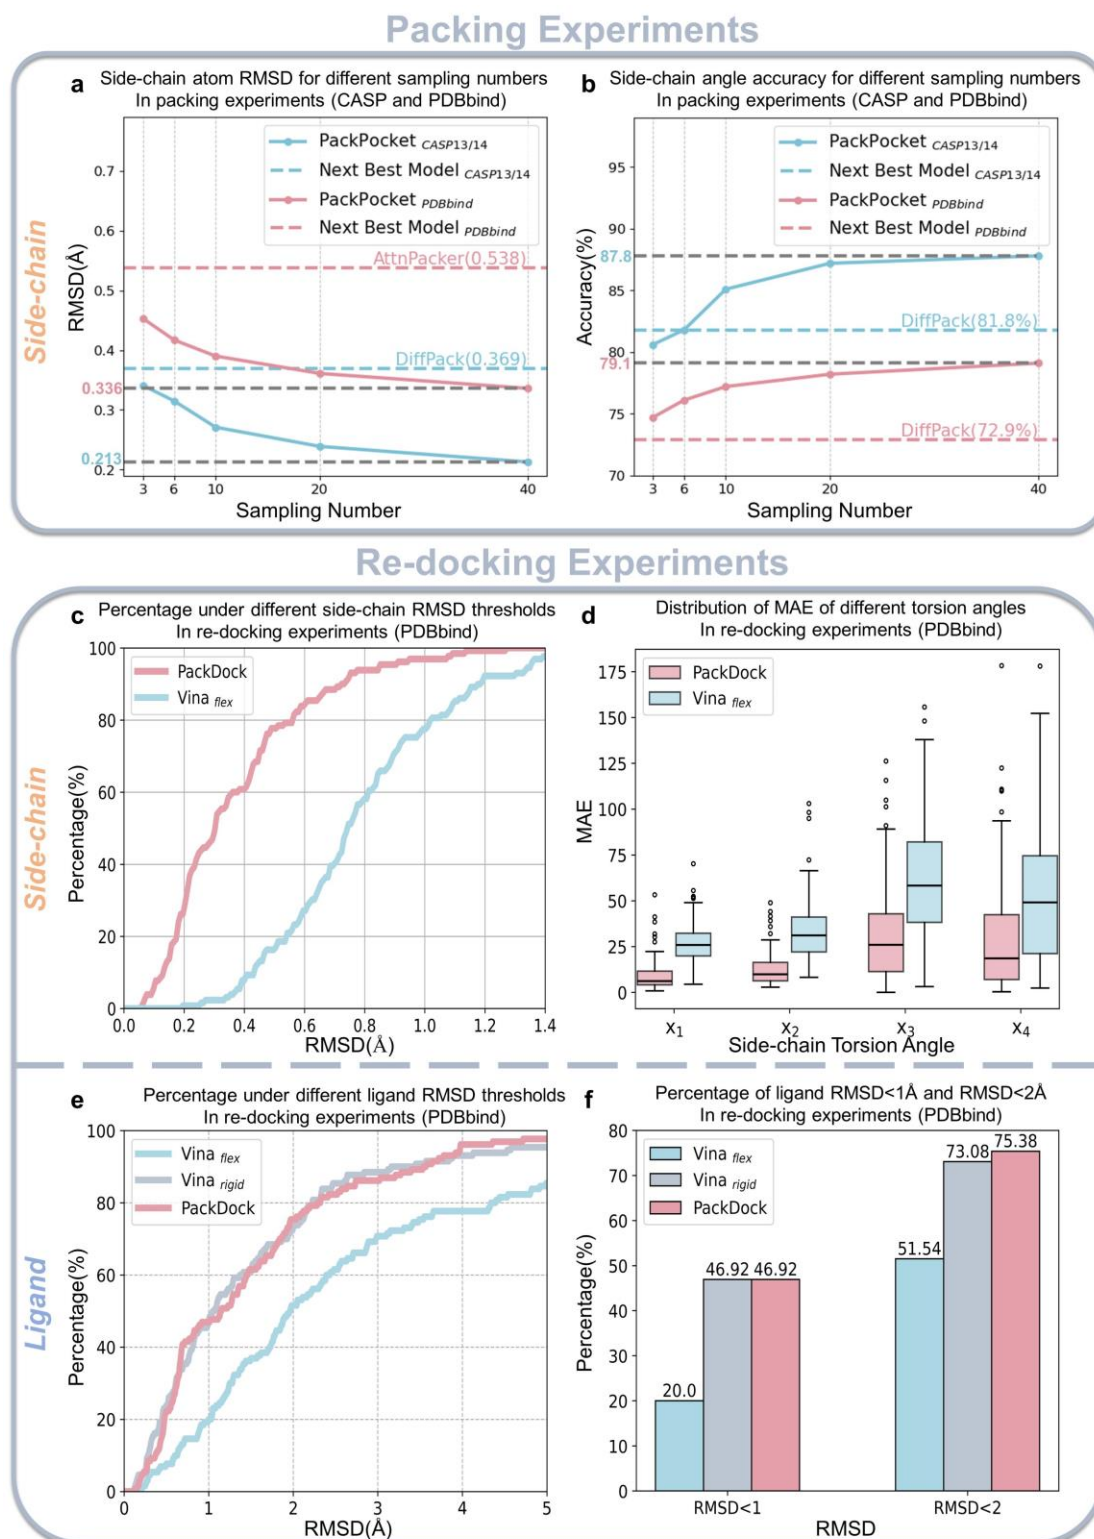 Packing Experiments
Side-chain
a Side-chain atom RMSD for different sampling numbers
In packing experiments (CASP and PDBbind)
PackPocket CASP13/14
Next Best Model CASP13/14
PackPocket PDBbind
Next Best Model PDBbind
AttnPacker(0.538)
DiffPack(0.369)
0.7
0.6
0.5
0.4
0.336
0.3
0.213
0.2
RMSD(Å)
3 6 10 20 40
Sampling Number
b Side-chain angle accuracy for different sampling numbers
In packing experiments (CASP and PDBbind)
PackPocket CASP13/14
Next Best Model CASP13/14
PackPocket PDBbind
Next Best Model PDBbind
DiffPack(81.8%)
DiffPack(72.9%)
95
90
87.8
85
80
79.1
75
70
Accuracy(%)
3 6 10 20 40
Sampling Number
Re-docking Experiments
Side-chain
c Percentage under different side-chain RMSD thresholds
In re-docking experiments (PDBbind)
PackDock
Vina flex
100
80
60
40
20
0
Percentage(%)
0.0 0.2 0.4 0.6 0.8 1.0 1.2 1.4
RMSD(Å)
d Distribution of MAE of different torsion angles
In re-docking experiments (PDBbind)
PackDock
Vina flex
175
150
125
100
75
50
25
0
MAE
x1 x2 x3 x4
Side-chain Torsion Angle
Ligand
e Percentage under different ligand RMSD thresholds
In re-docking experiments (PDBbind)
Vina flex
Vina rigid
PackDock
100
80
60
40
20
0
Percentage(%)
0 1 2 3 4 5
RMSD(Å)
f Percentage of ligand RMSD<1Å and RMSD<2Å
In re-docking experiments (PDBbind)
Vina flex
Vina rigid
PackDock
80
70
60
50
40
30
20
10
0
Percentage(%)
20.0 46.92 46.92
51.54 73.08 75.38
RMSD<1 RMSD<2
RMSD